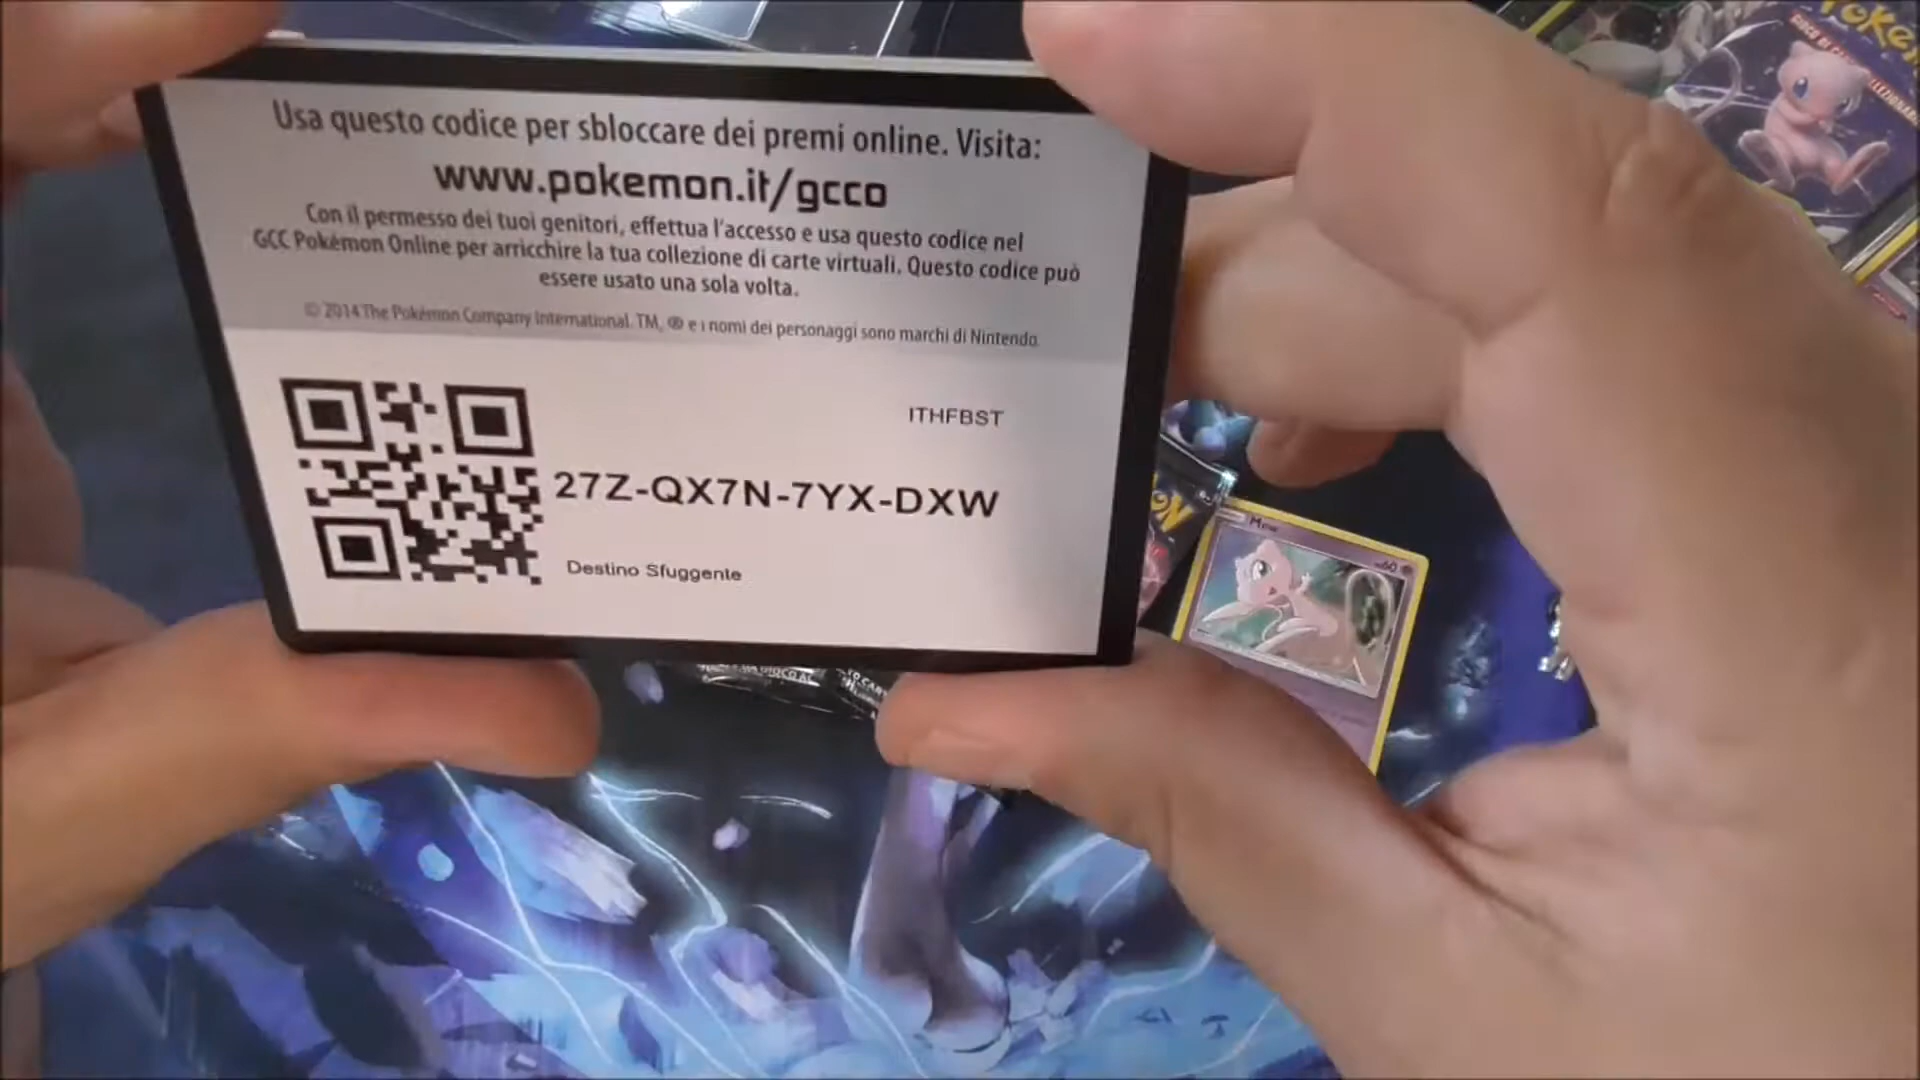 Usa questo codice per sbloccare dei premi online. Visita:
www.pokemon.it/gcco
Con il permesso dei tuoi genitori, effettua l'accesso e usa questo codice nel
GCC Pokémon Online per arricchire la tua collezione di carte virtuali. Questo codice può
essere usato una sola volta.
© 2014 The Pokémon Company International. TM, ® e i nomi dei personaggi sono marchi di Nintendo.
ITHFBST
27Z-QX7N-7YX-DXW
Destino Sfuggente
Mew
60